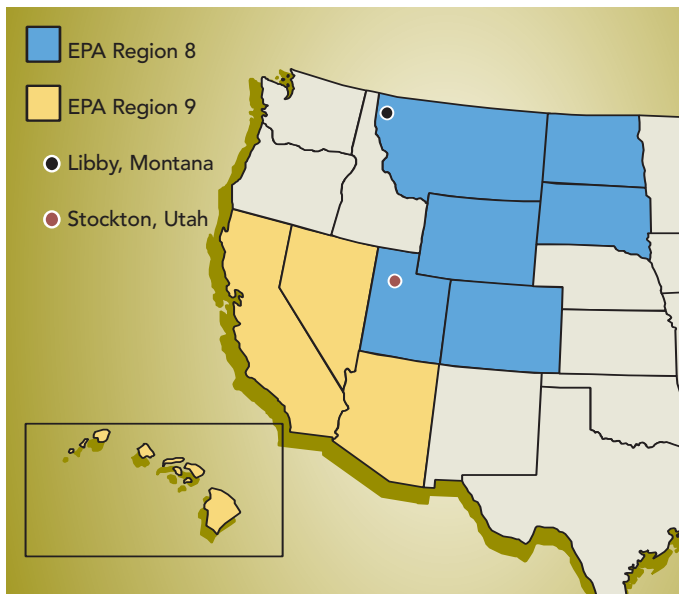 EPA Region 8
EPA Region 9
Libby, Montana
Stockton, Utah